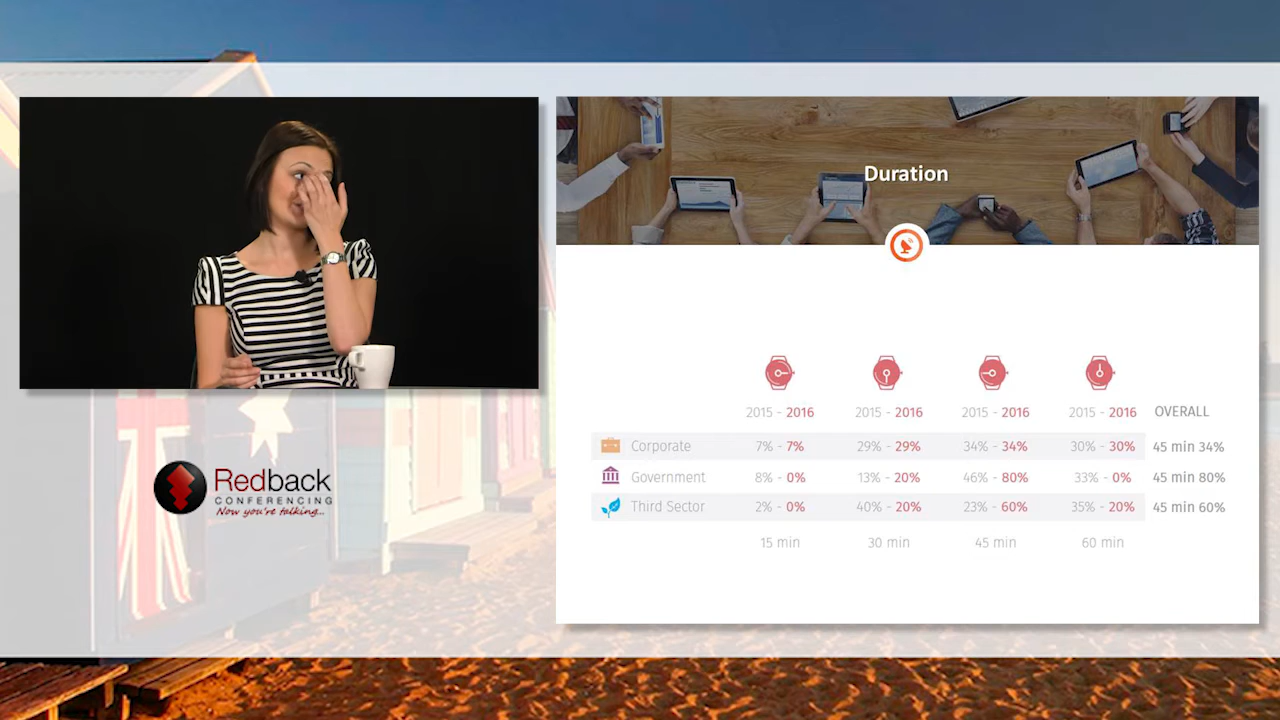 Duration
2015 - 2016 2015 - 2016 2015 - 2016 2015 - 2016 OVERALL
Corporate 7% - 7% 29% - 29% 34% - 34% 30% - 30% 45 min 34%
Government 8% - 0% 13% - 20% 46% - 80% 33% - 0% 45 min 80%
Third Sector 2% - 0% 40% - 20% 23% - 60% 35% - 20% 45 min 60%
15 min 30 min 45 min 60 min
Redback
CONFERENCING
Now you're talking...